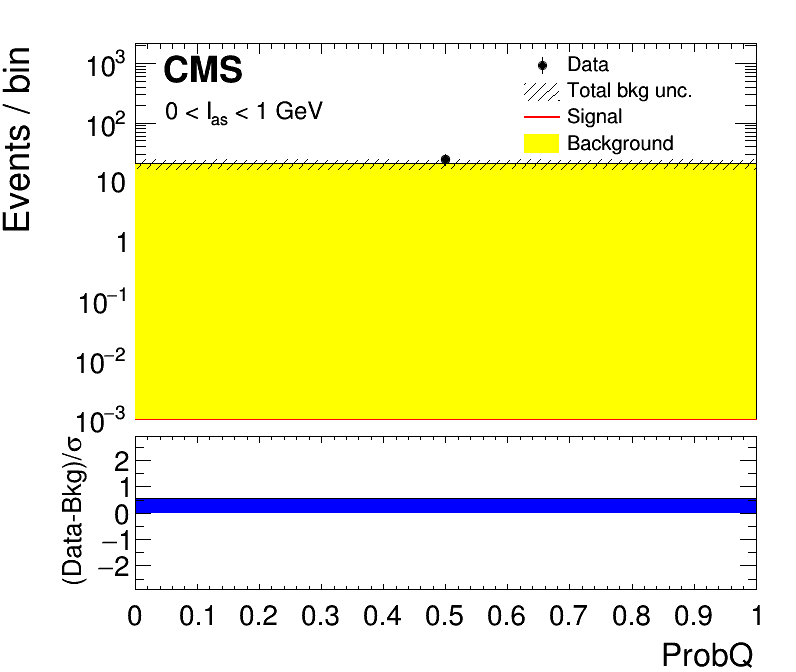 Events / bin
10³
10²
10
1
10⁻¹
10⁻²
10⁻³
CMS
0 < I_as < 1 GeV
Data
Total bkg unc.
Signal
Background
(Data-Bkg)/σ
2
1
0
−1
−2
0 0.1 0.2 0.3 0.4 0.5 0.6 0.7 0.8 0.9 1
ProbQ